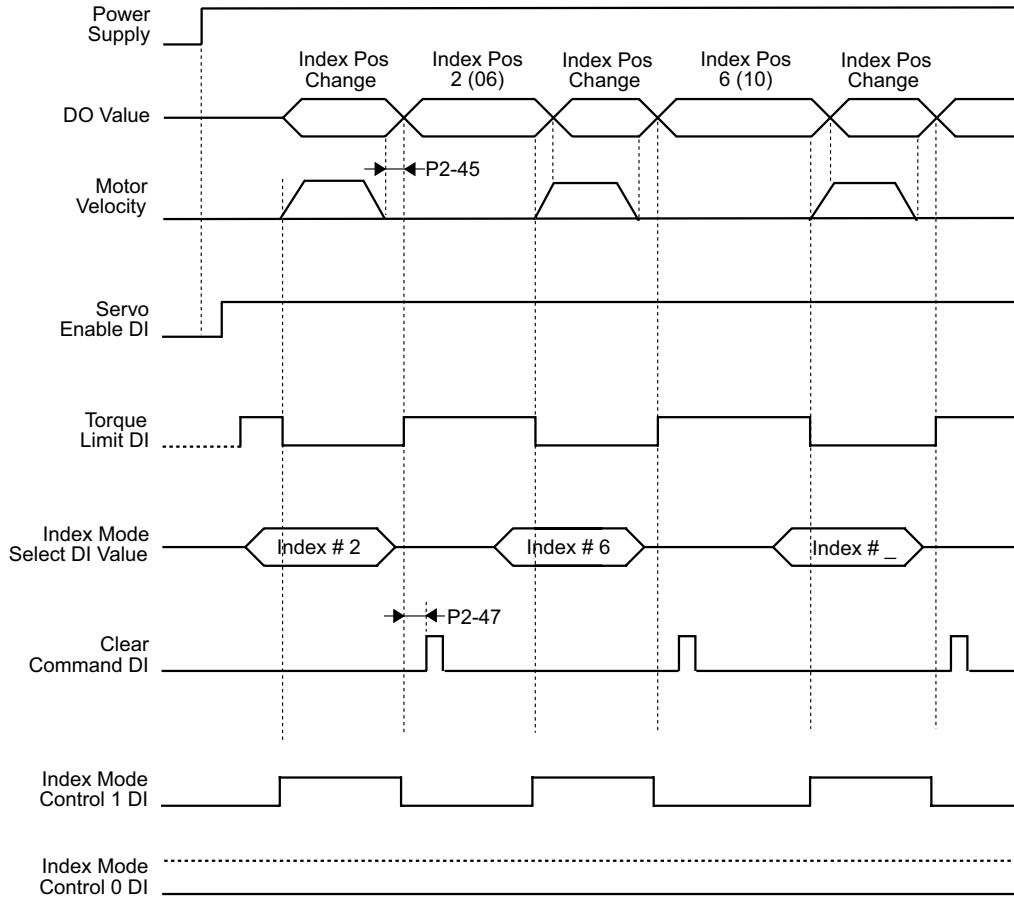 Power
Supply
Index Pos
Change
Index Pos
2 (06)
Index Pos
Change
Index Pos
6 (10)
Index Pos
Change
DO Value
P2-45
Motor
Velocity
Servo
Enable DI
Torque
Limit DI
Index Mode
Select DI Value
Index # 2
Index # 6
Index # _
P2-47
Clear
Command DI
Index Mode
Control 1 DI
Index Mode
Control 0 DI